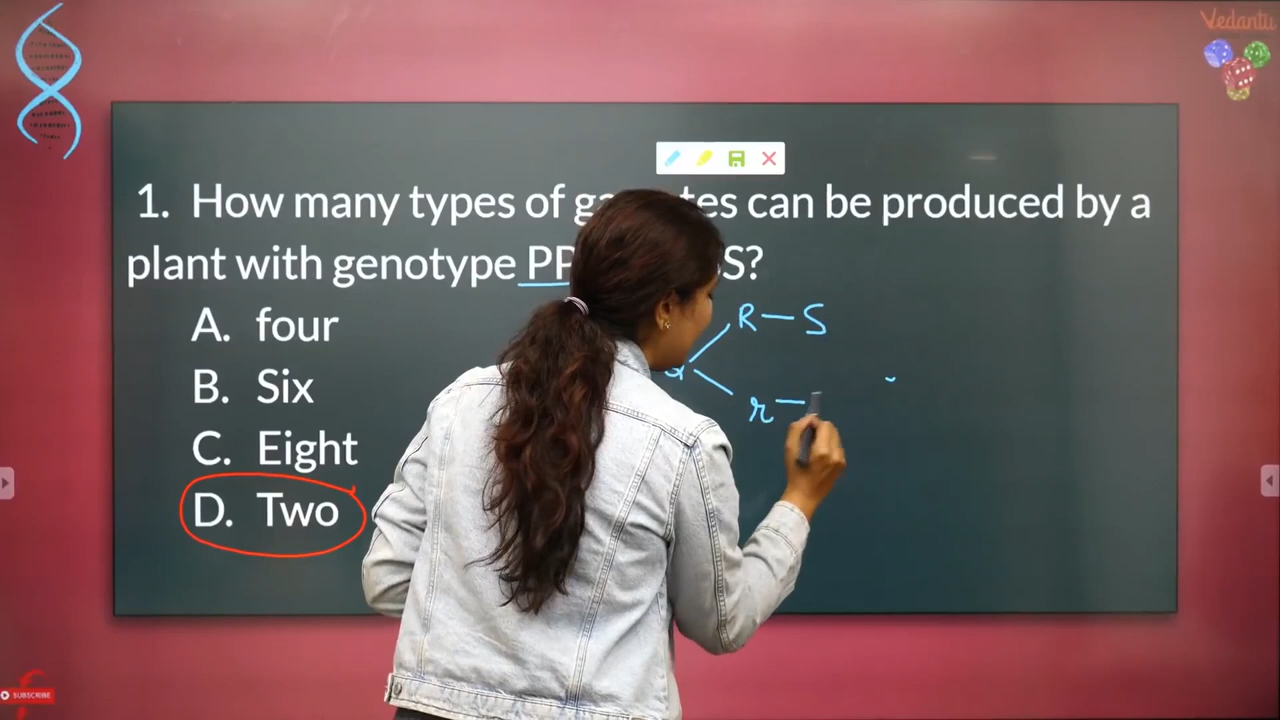 Vedantu
1. How many types of can be produced by a
plant with genotype PP S?
A. four
R — S
B. Six
r —
C. Eight
D. Two
SUBSCRIBE